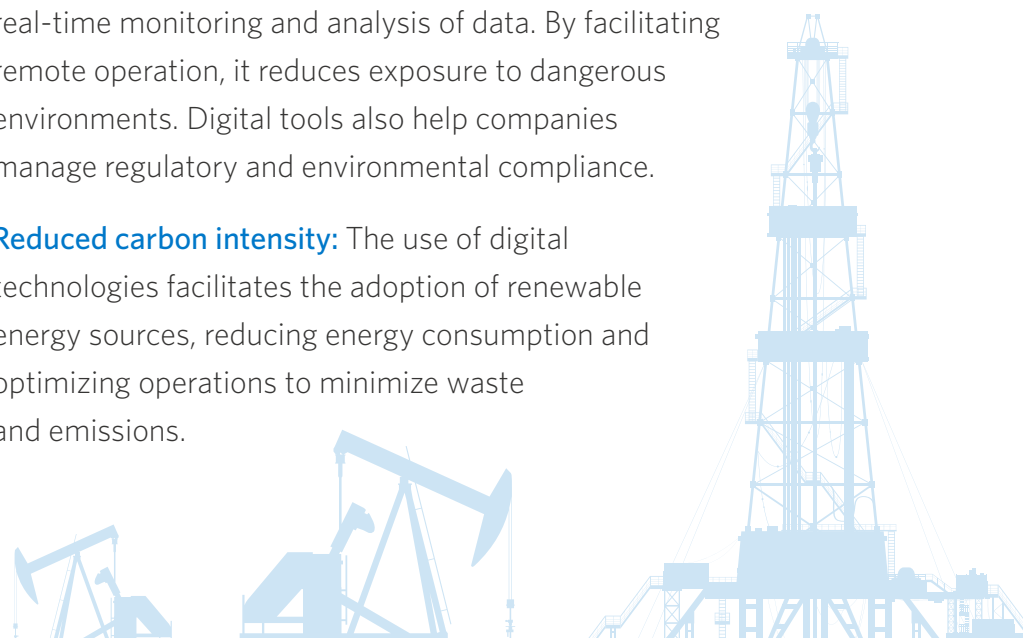 real-time monitoring and analysis of data. By facilitating
remote operation, it reduces exposure to dangerous
environments. Digital tools also help companies
manage regulatory and environmental compliance.
Reduced carbon intensity: The use of digital
technologies facilitates the adoption of renewable
energy sources, reducing energy consumption and
optimizing operations to minimize waste
and emissions.